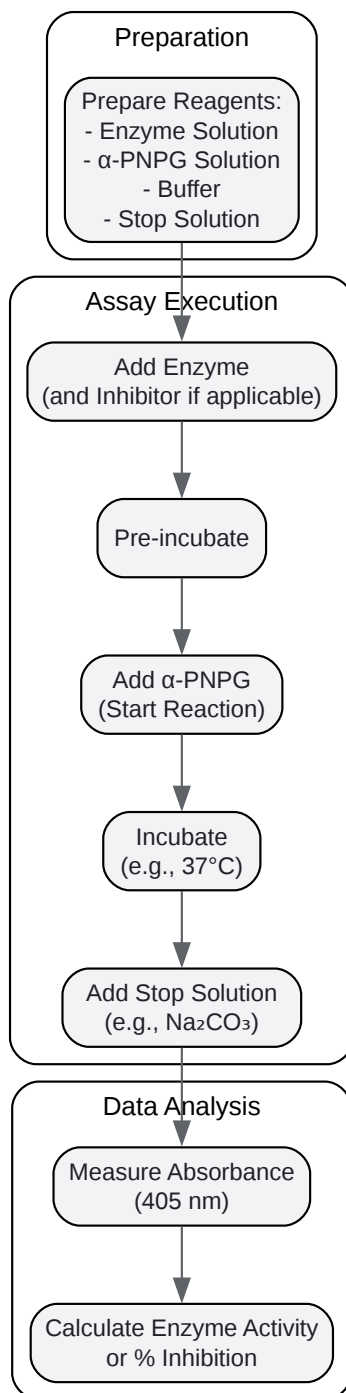 Preparation
Prepare Reagents:
- Enzyme Solution
- α-PNPG Solution
- Buffer
- Stop Solution
Assay Execution
Add Enzyme
(and Inhibitor if applicable)
Pre-incubate
Add α-PNPG
(Start Reaction)
Incubate
(e.g., 37°C)
Add Stop Solution
(e.g., Na₂CO₃)
Data Analysis
Measure Absorbance
(405 nm)
Calculate Enzyme Activity
or % Inhibition